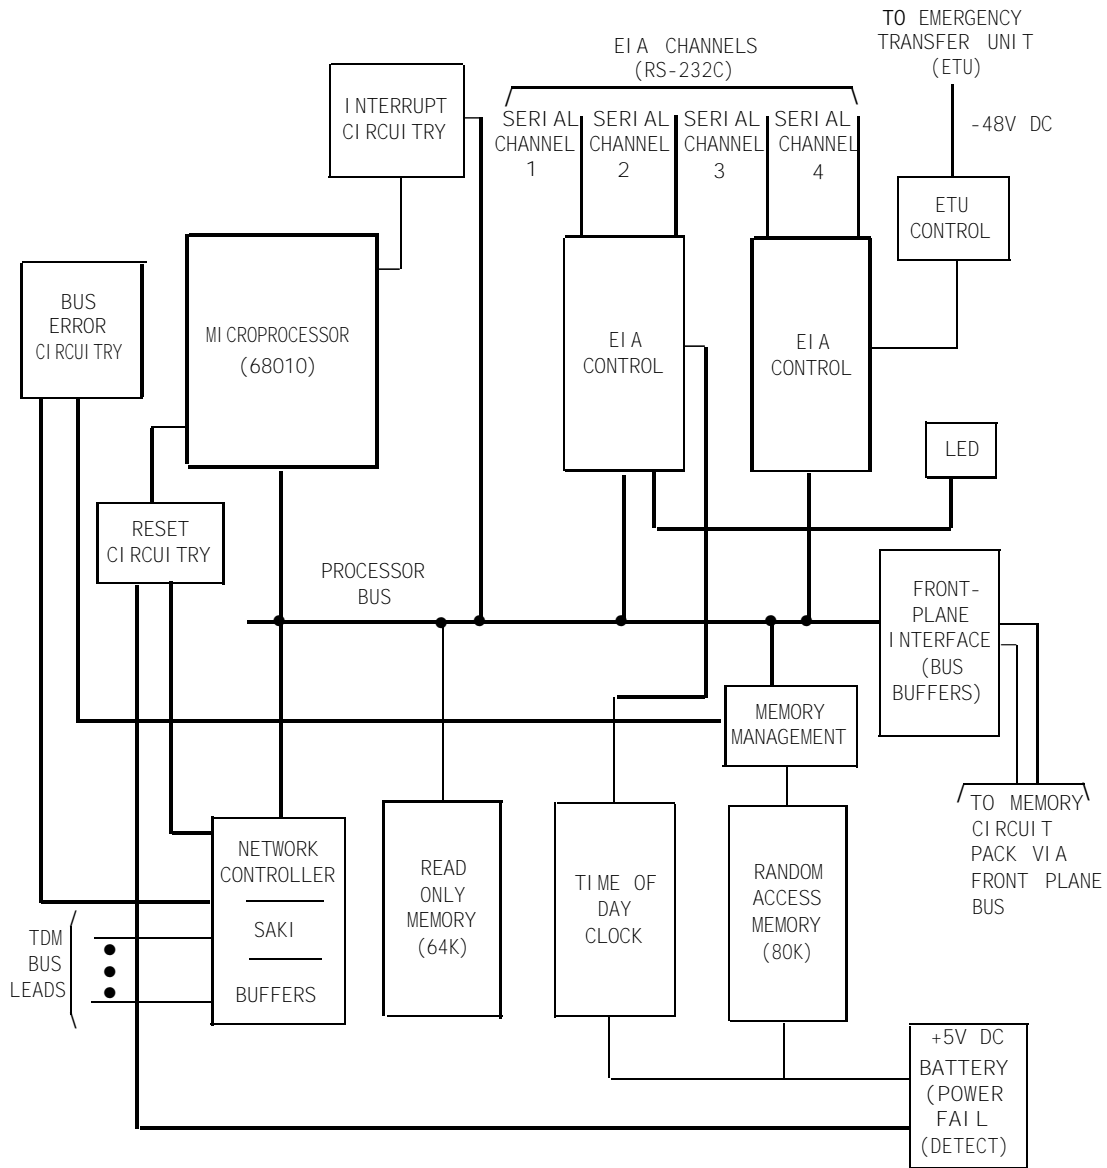 TO EMERGENCY
TRANSFER UNIT
(ETU)
EIA CHANNELS
(RS-232C)
-48V DC
INTERRUPT
CIRCUITRY
SERIAL
CHANNEL
1
SERIAL
CHANNEL
2
SERIAL
CHANNEL
3
SERIAL
CHANNEL
4
ETU
CONTROL
BUS
ERROR
CIRCUITRY
MICROPROCESSOR
(68010)
EIA
CONTROL
EIA
CONTROL
LED
RESET
CIRCUITRY
PROCESSOR
BUS
FRONT-
PLANE
INTERFACE
(BUS
BUFFERS)
MEMORY
MANAGEMENT
TO MEMORY
CIRCUIT
PACK VIA
FRONT PLANE
BUS
NETWORK
CONTROLLER
SAKI
BUFFERS
TDM
BUS
LEADS
READ
ONLY
MEMORY
(64K)
TIME OF
DAY
CLOCK
RANDOM
ACCESS
MEMORY
(80K)
+5V DC
BATTERY
(POWER
FAIL
(DETECT)